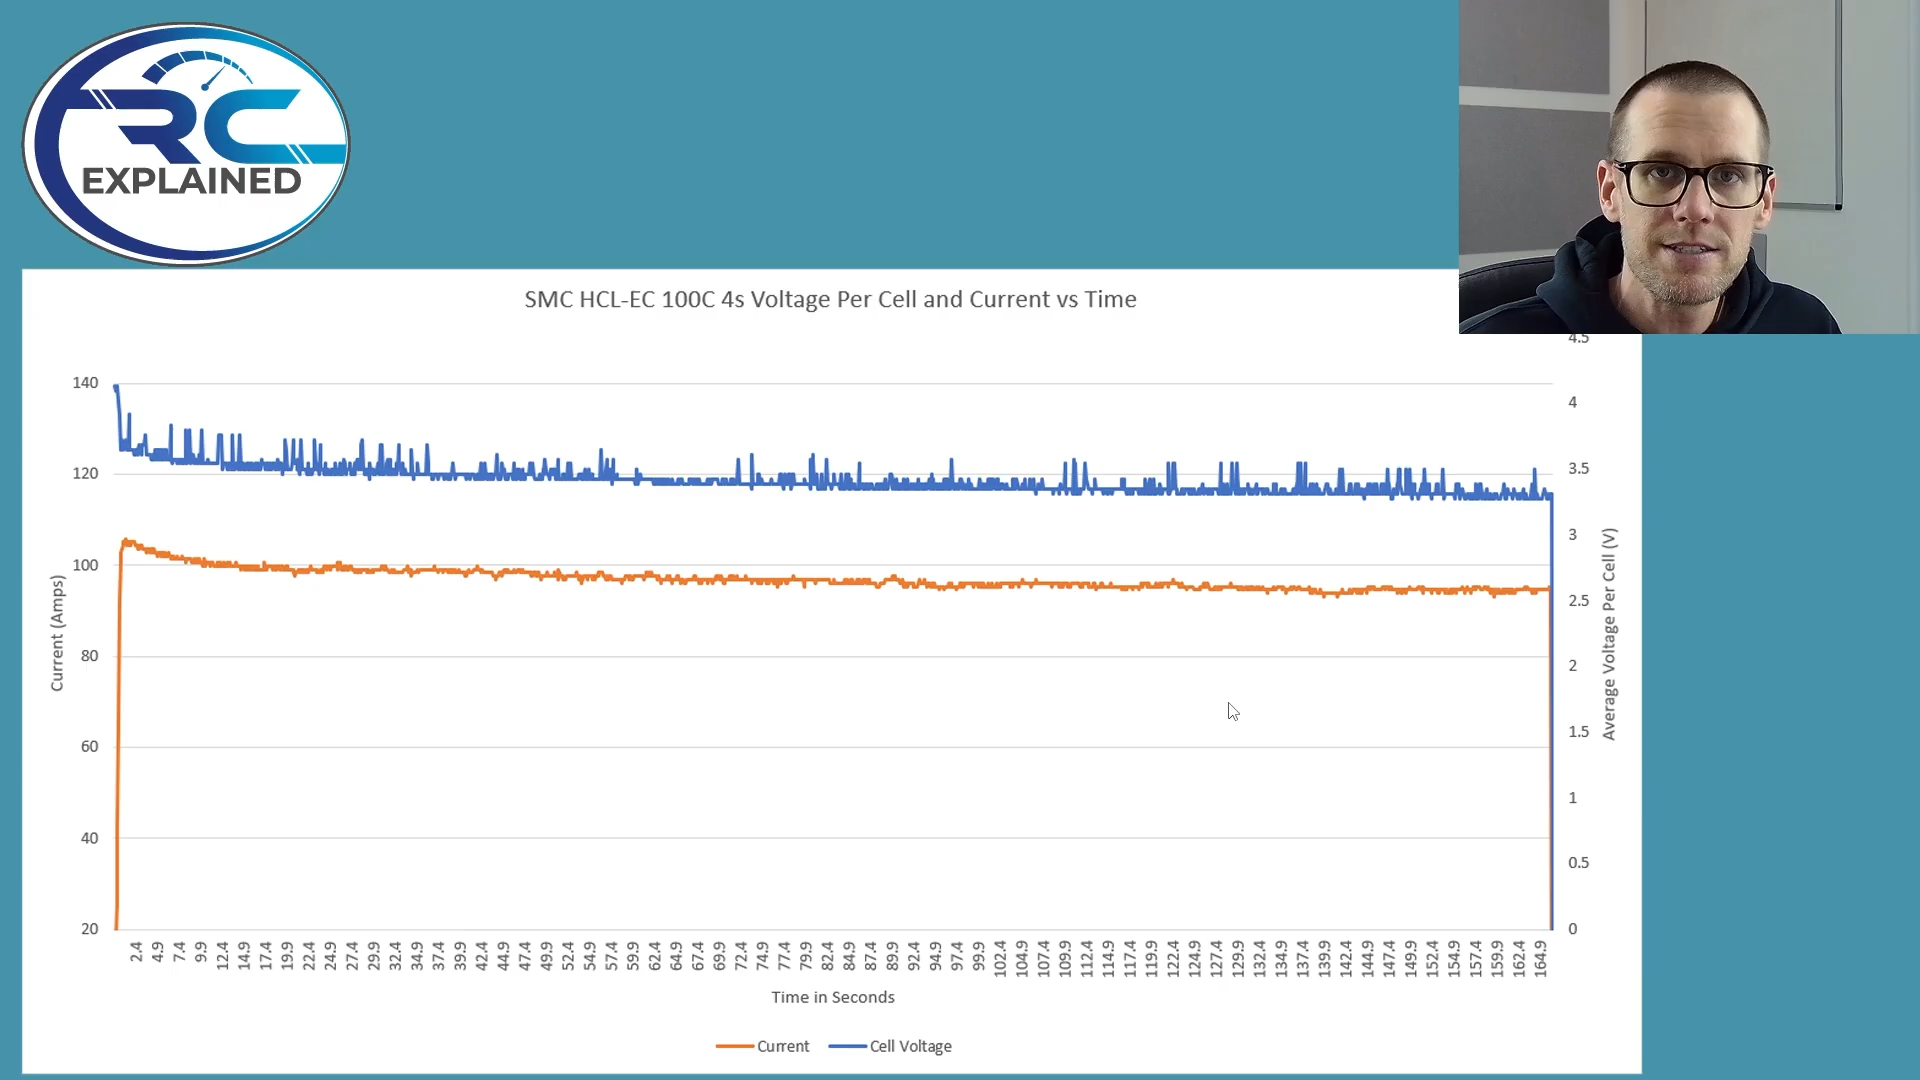 RC
EXPLAINED
SMC HCL-EC 100C 4s Voltage Per Cell and Current vs Time
140
120
100
80
60
40
20
Current (Amps)
4.5
4
3.5
3
2.5
2
1.5
1
0.5
0
Average Voltage Per Cell (V)
2.4 4.9 7.4 9.9 12.4 14.9 17.4 19.9 22.4 24.9 27.4 29.9 32.4 34.9 37.4 39.9 42.4 44.9 47.4 49.9 52.4 54.9 57.4 59.9 62.4 64.9 67.4 69.9 72.4 74.9 77.4 79.9 82.4 84.9 87.4 89.9 92.4 94.9 97.4 99.9 102.4 104.9 107.4 109.9 112.4 114.9 117.4 119.9 122.4 124.9 127.4 129.9 132.4 134.9 137.4 139.9 142.4 144.9 147.4 149.9 152.4 154.9 157.4 159.9 162.4 164.9
Time in Seconds
Current Cell Voltage